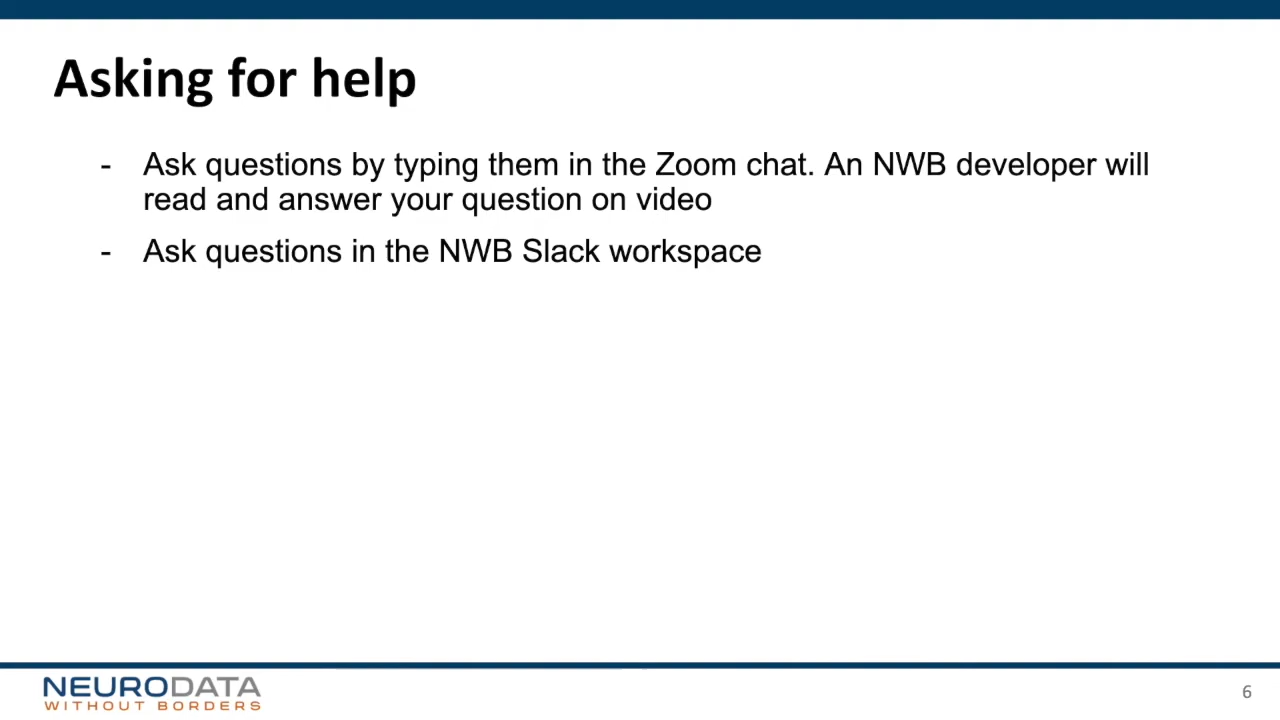 Asking for help
- Ask questions by typing them in the Zoom chat. An NWB developer will
read and answer your question on video
- Ask questions in the NWB Slack workspace
NEURODATA
WITHOUT BORDERS
6